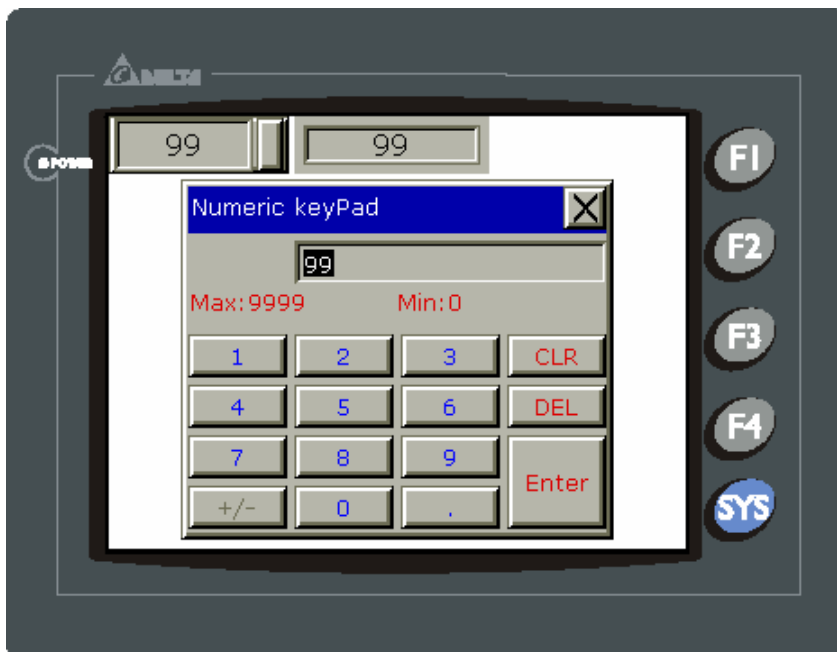 DELTA
POWER
99 99
F1
Numeric keyPad
F2
99
Max:9999 Min:0
F3
1 2 3 CLR
4 5 6 DEL
F4
7 8 9
Enter
+/- 0 .
SYS